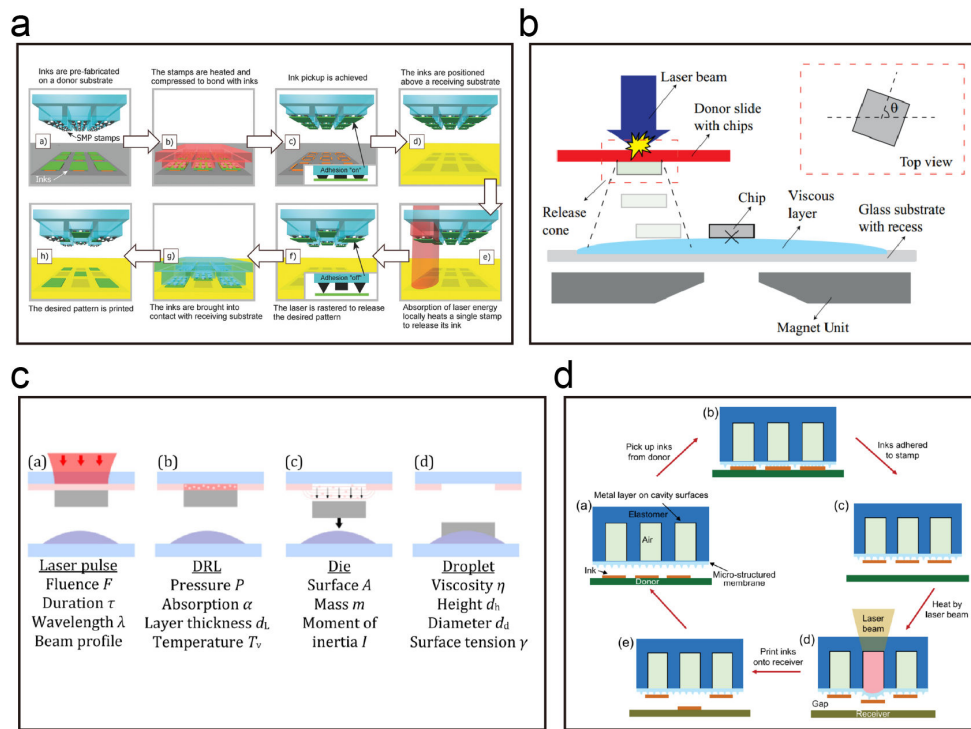 a
Inks are pre-fabricated
on a donor substrate
The stamps are heated and
compressed to bond with inks
Ink pickup is achieved
The inks are positioned
above a receiving substrate
SMP stamps
Inks
a)
b)
c)
Adhesion "on"
d)
h)
g)
f)
Adhesion "off"
e)
The desired pattern is printed
The inks are brought into
contact with receiving substrate
The laser is rastered to release
the desired pattern
Absorption of laser energy
locally heats a single stamp
to release its ink
b
Laser beam
Donor slide
with chips
θ
Top view
Release
cone
Chip
Viscous
layer
Glass substrate
with recess
Magnet Unit
c
(a)
(b)
(c)
(d)
Laser pulse
Fluence F
Duration τ
Wavelength λ
Beam profile
DRL
Pressure P
Absorption α
Layer thickness dL
Temperature Tv
Die
Surface A
Mass m
Moment of
inertia I
Droplet
Viscosity η
Height dh
Diameter dd
Surface tension γ
d
(b)
Pick up inks
from donor
Inks adhered
to stamp
(a)
Metal layer on cavity surfaces
Elastomer
Air
Ink
Donor
Micro-structured
membrane
(c)
Heat by
laser beam
Laser
beam
(d)
Gap
Receiver
Print inks
onto receiver
(e)